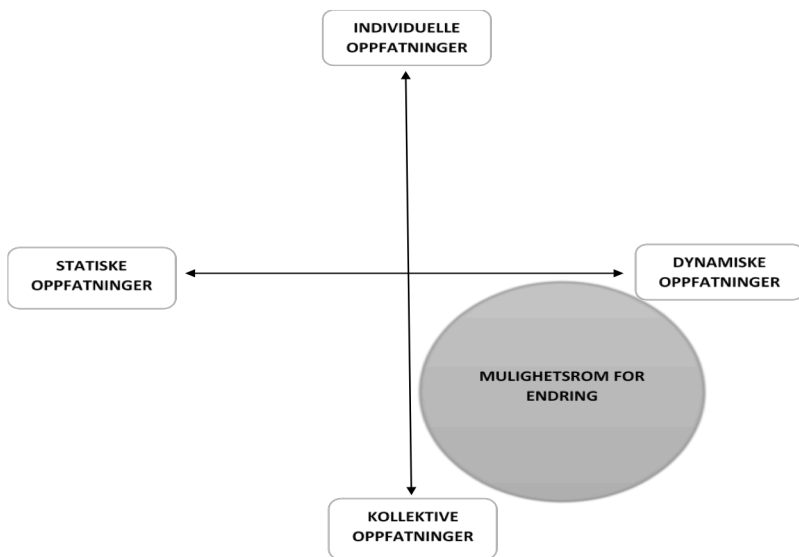 INDIVIDUELLE
OPPFATNINGER
STATISKE
OPPFATNINGER
DYNAMISKE
OPPFATNINGER
MULIGHETSROM FOR
ENDRING
KOLLEKTIVE
OPPFATNINGER